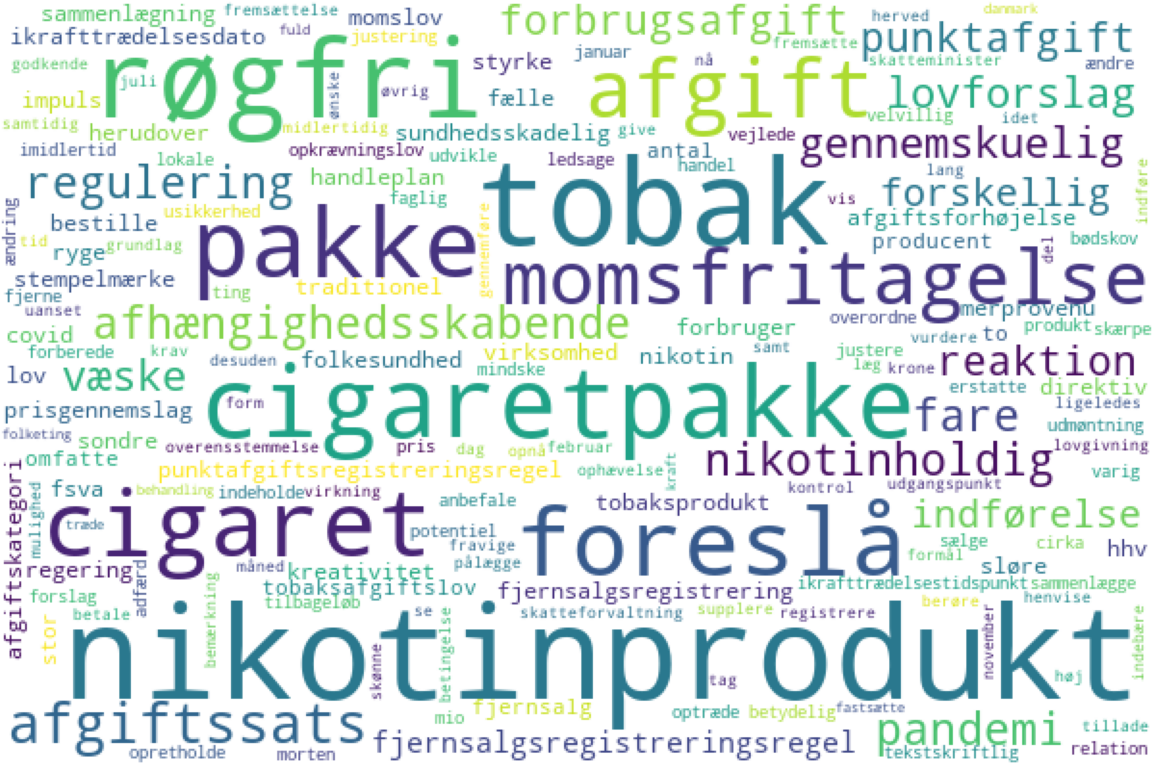 sammenlægning fremsættelse momslov forbrugsafgift herved danmark
ikrafttrædelsesdato fuld justering januar fremsætte punktafgift
godkende røgfri styrke nå skatteminister ændre
juli ønske øvrig fælle afgift lovforslag
impuls velvillig
samtidig herudover midlertidig sundhedsskadelig give vejlede idet
imidlertid lokale opkrævningslov udvikle ledsage antal handel gennemskuelig
regulering handleplan tobak lang indføre
bestille usikkerhed faglig vis forskellig
ændring tid ryge grundlag pakke afgiftsforhøjelse
stempelmærke traditionel gennemføre producent del bødskov
fjerne ting momsfritagelse
uanset afhængighedsskabende forbruger overordne merprovenu
covid produkt skærpe
forberede krav desuden folkesundhed virksomhed nikotin samt justere vurdere to
lov væske mindske læg krone reaktion
cigaretpakke erstatte direktiv
prisgennemslag form fare ligeledes
folketing sondre overensstemmelse pris dag opnå februar udmøntning
omfatte punktafgiftsregistreringsregel ophævelse kraft nikotinholdig lovgivning
varig
afgiftskategori fsva behandling indeholde virkning anbefale tobaksprodukt kontrol udgangspunkt
mulighed træde cigaret potentiel foreslå indførelse
fravige sælge cirka hhv
regering adfærd måned kreativitet pålægge formål sløre
forslag tobaksafgiftslov fjernsalgsregistrering ikrafttrædelsestidspunkt sammenlægge
betale tilbageløb se skatteforvaltning supplere registrere berøre henvise
stor bemærkning nikotinprodukt november indebære
skønne betingelse tag høj
afgiftssats mio fjernsalg optræde betydelig fastsætte pandemi tillade
opretholde morten fjernsalgsregistreringsregel tekstskriftlig relation